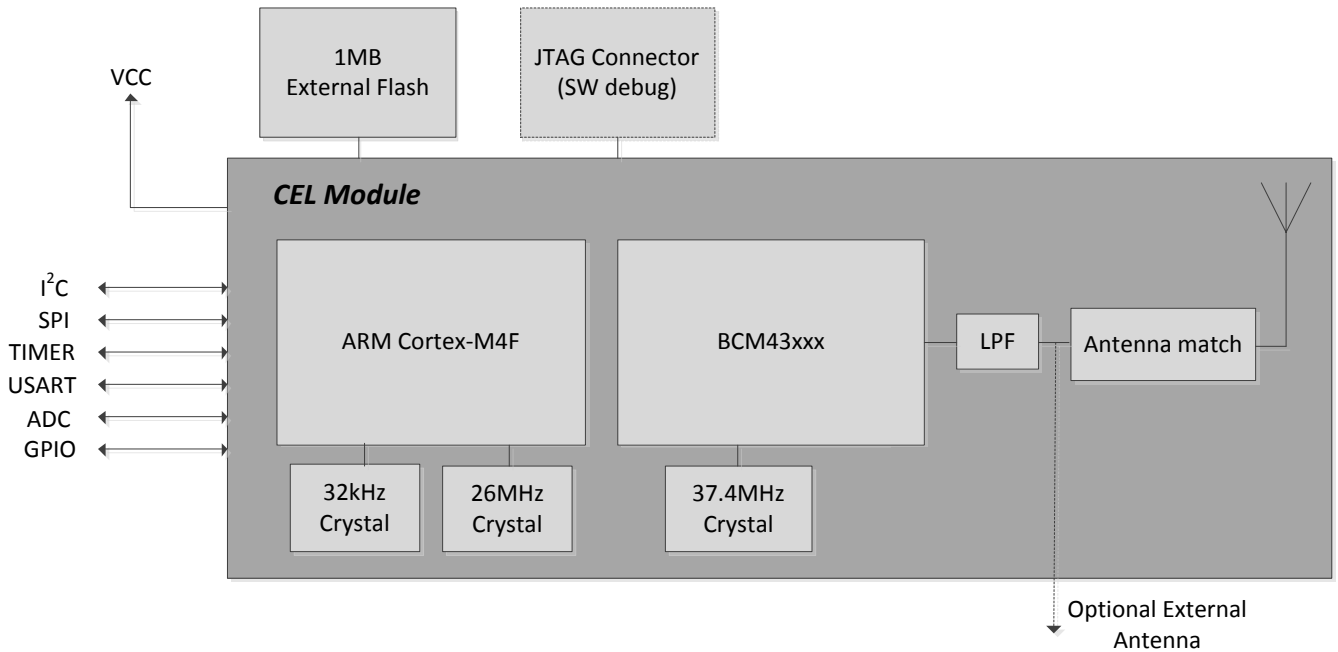 1MB
External Flash
JTAG Connector
(SW debug)
VCC
CEL Module
I²C
SPI
TIMER
USART
ADC
GPIO
ARM Cortex-M4F
BCM43xxx
LPF
Antenna match
32kHz
Crystal
26MHz
Crystal
37.4MHz
Crystal
Optional External
Antenna